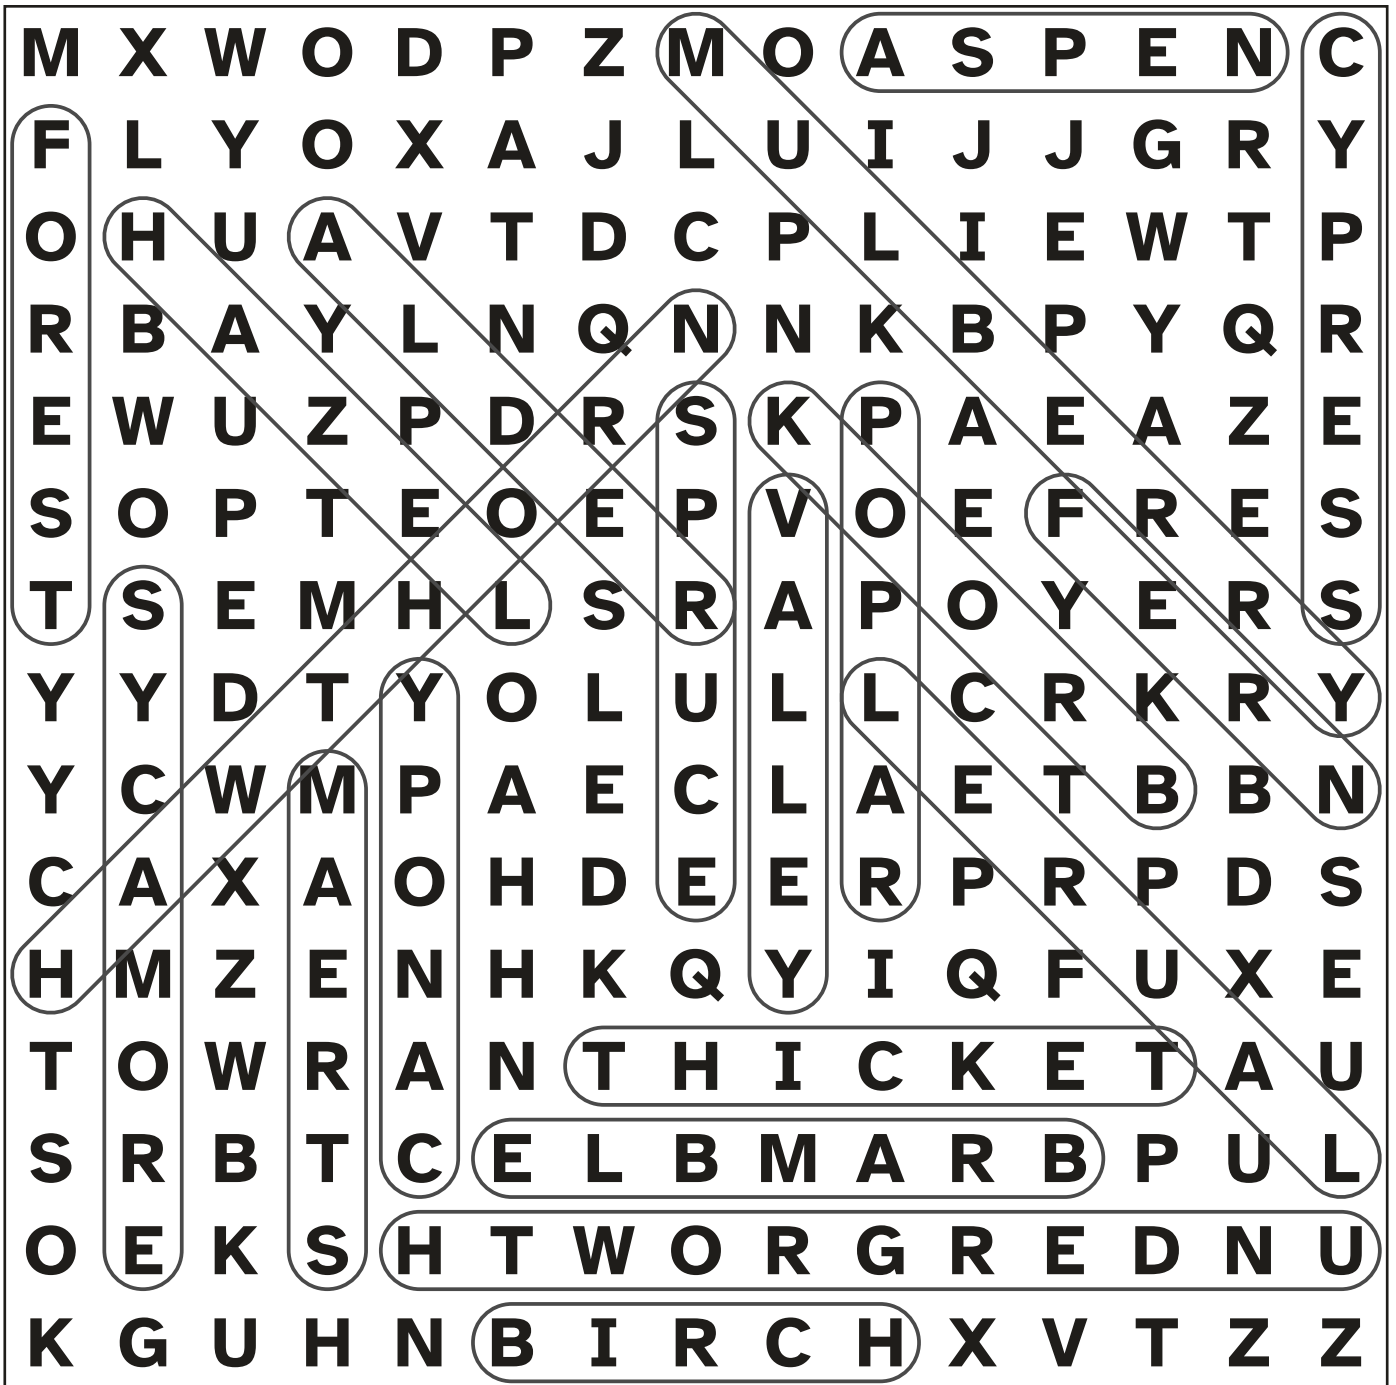 M X W O D P Z M O A S P E N C
F L Y O X A J L U I J J G R Y
O H U A V T D C P L I E W T P
R B A Y L N Q N N K B P Y Q R
E W U Z P D R S K P A E A Z E
S O P T E O E P V O E F R E S
T S E M H L S R A P O Y E R S
Y Y D T Y O L U L L C R K R Y
Y C W M P A E C L A E T B B N
C A X A O H D E E R P R P D S
H M Z E N H K Q Y I Q F U X E
T O W R A N T H I C K E T A U
S R B T C E L B M A R B P U L
O E K S H T W O R G R E D N U
K G U H N B I R C H X V T Z Z